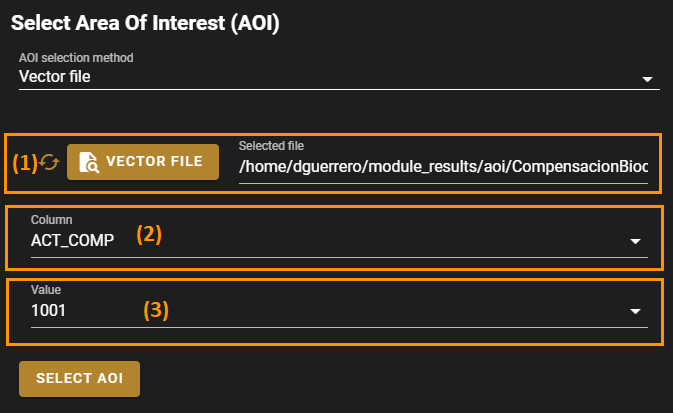 Select Area Of Interest (AOI)
AOI selection method
Vector file
(1) VECTOR FILE
Selected file
/home/dguerrero/module_results/aoi/CompensacionBiod
Column
ACT_COMP (2)
Value
1001 (3)
SELECT AOI